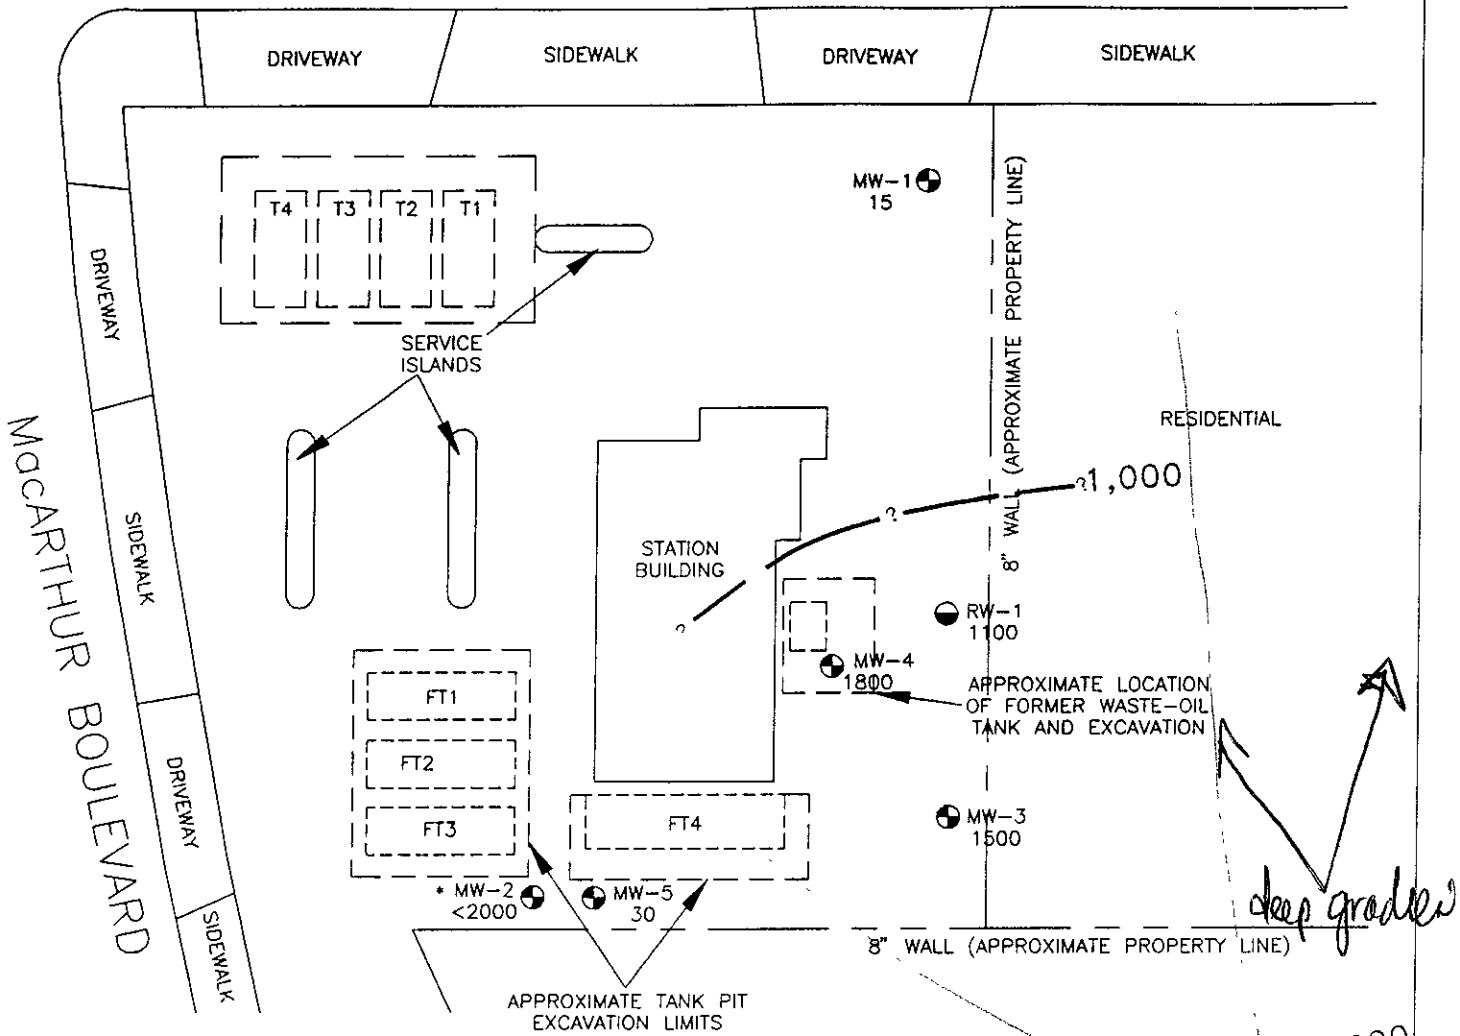 DRIVEWAY
SIDEWALK
DRIVEWAY
SIDEWALK
MW-1
15
T4
T3
T2
T1
DRIVEWAY
SERVICE
ISLANDS
8" WALL (APPROXIMATE PROPERTY LINE)
RESIDENTIAL
MacARTHUR BOULEVARD
SIDEWALK
?
?
?
1,000
STATION
BUILDING
RW-1
1100
MW-4
1800
APPROXIMATE LOCATION
OF FORMER WASTE-OIL
TANK AND EXCAVATION
FT1
FT2
FT3
FT4
DRIVEWAY
MW-3
1500
* MW-2
<2000
MW-5
30
SIDEWALK
8" WALL (APPROXIMATE PROPERTY LINE)
APPROXIMATE TANK PIT
EXCAVATION LIMITS